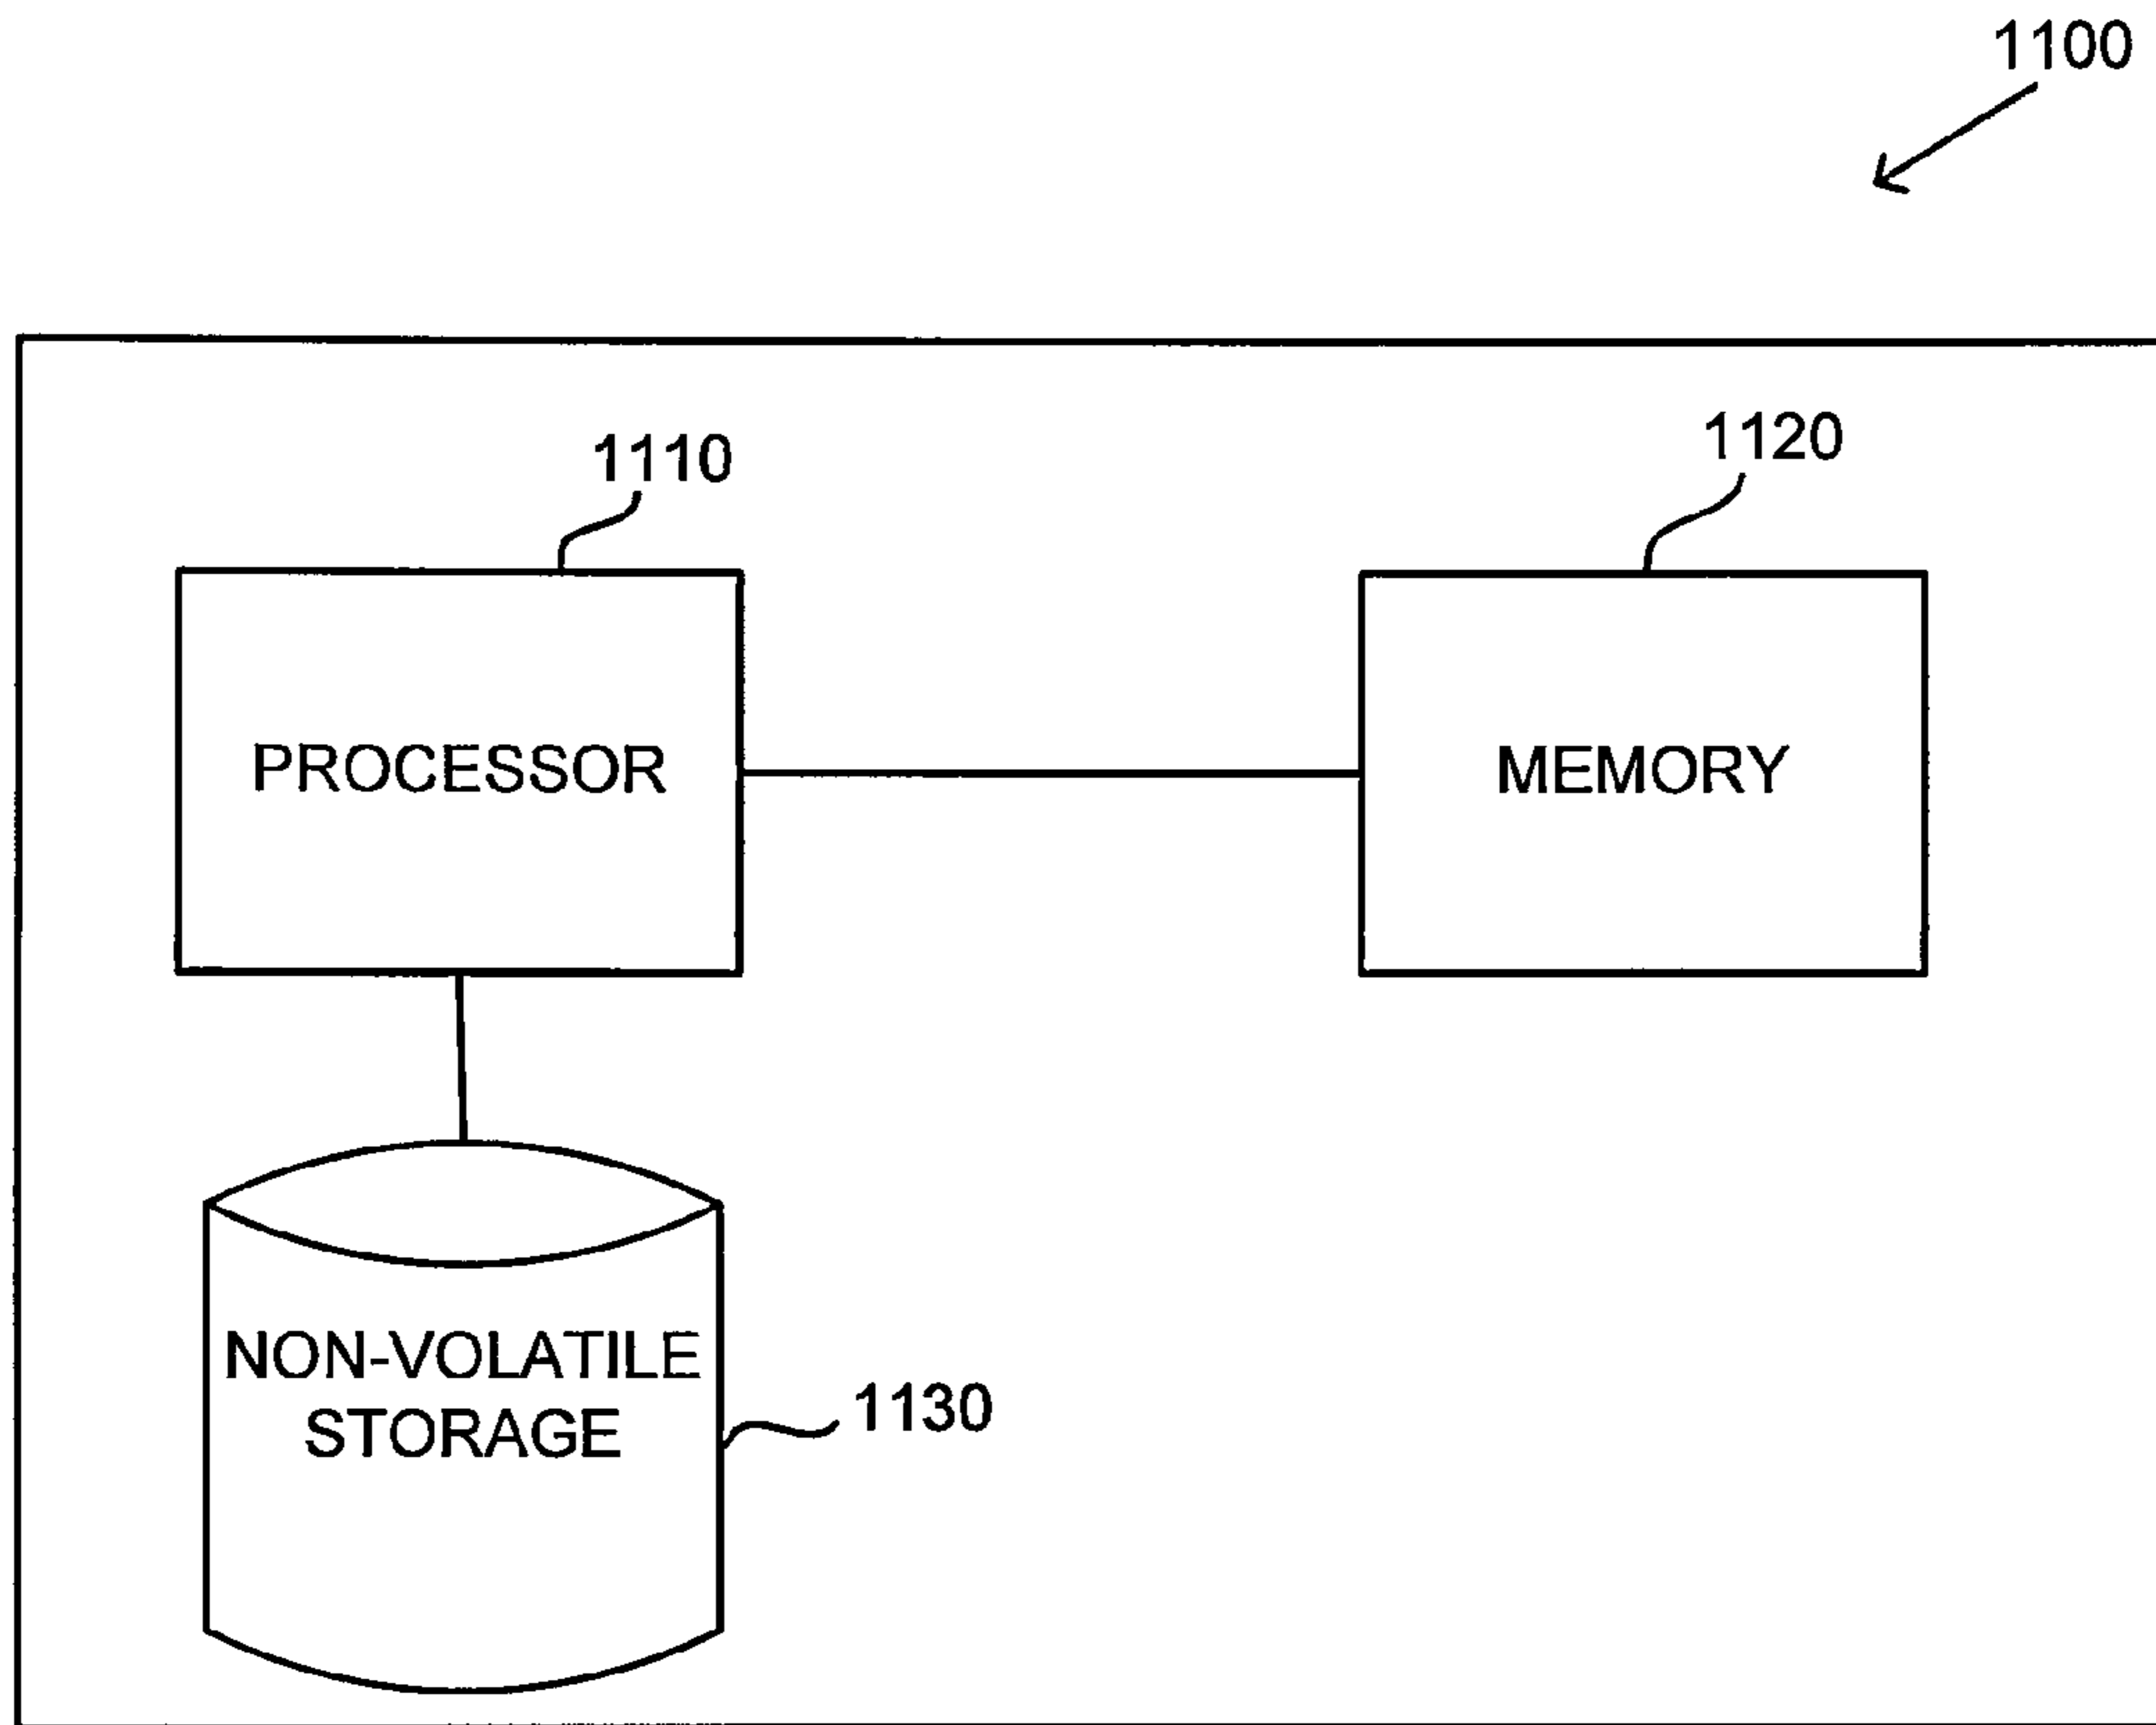 1100
1110
1120
PROCESSOR
MEMORY
NON-VOLATILE
STORAGE
1130